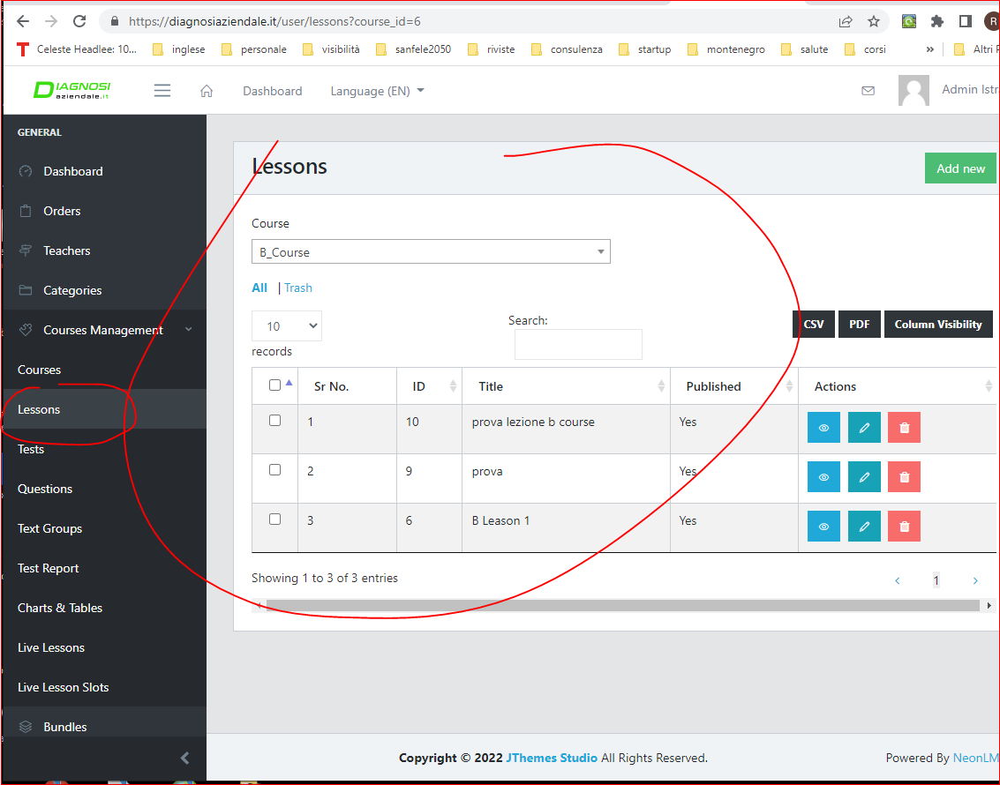 https://diagnosiaziendale.it/user/lessons?course_id=6
R
Celeste Headlee: 10... inglese personale visibilità sanfele2050 riviste consulenza startup montenegro salute corsi » Altri P
DIAGNOSI
aziendale.it
Dashboard Language (EN) Admin Istr
GENERAL
Dashboard
Orders
Teachers
Categories
Courses Management
Courses
Lessons
Tests
Questions
Text Groups
Test Report
Charts & Tables
Live Lessons
Live Lesson Slots
Bundles
Lessons Add new
Course
B_Course
All | Trash
10 records Search: CSV PDF Column Visibility
Sr No. ID Title Published Actions
1 10 prova lezione b course Yes
2 9 prova Yes
3 6 B Leason 1 Yes
Showing 1 to 3 of 3 entries 1
Copyright © 2022 JThemes Studio All Rights Reserved. Powered By NeonLM